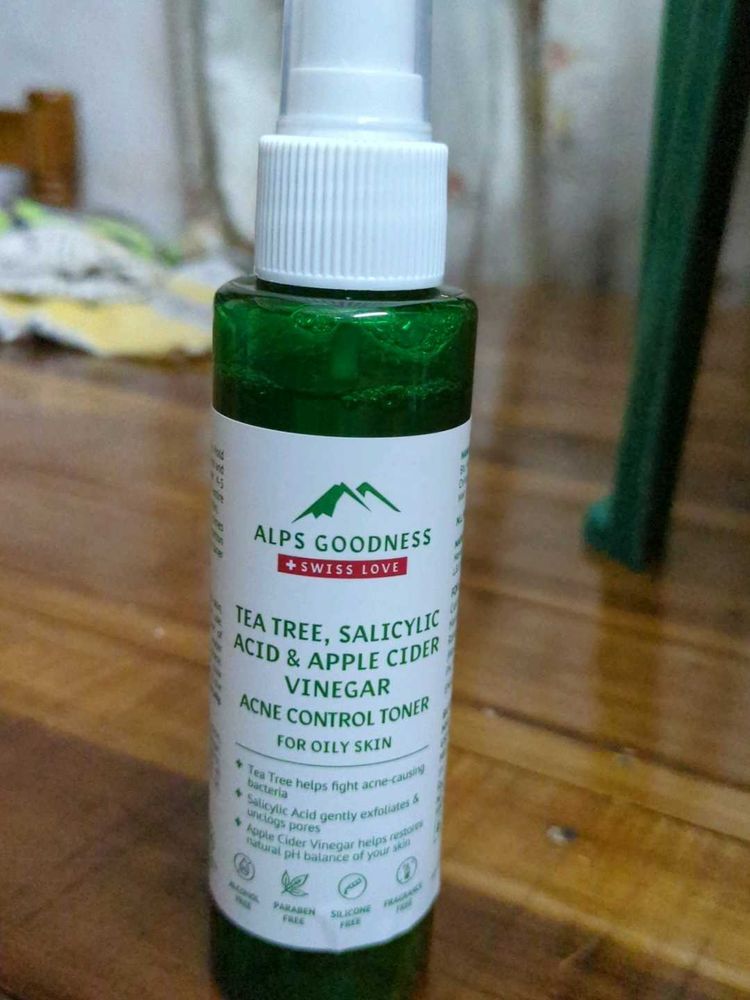 ALPS GOODNESS
SWISS LOVE
TEA TREE, SALICYLIC
ACID & APPLE CIDER
VINEGAR
ACNE CONTROL TONER
FOR OILY SKIN
Tea Tree helps fight acne-causing
bacteria
Salicylic Acid gently exfoliates &
unclogs pores
Apple Cider Vinegar helps restores
natural pH balance of your skin
ALCOHOL
FREE
PARABEN
FREE
SILICONE
FREE
FRAGRANCE
FREE